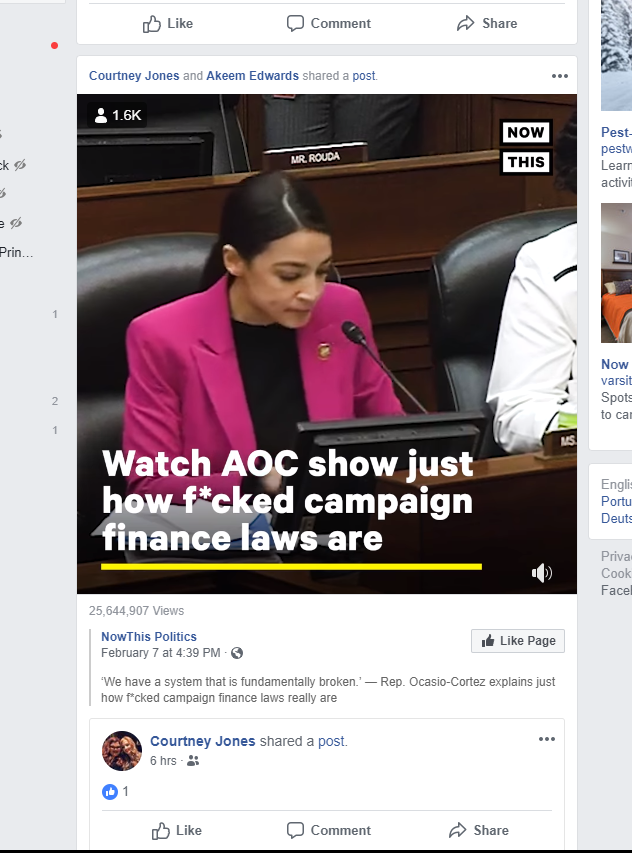 Like Comment Share
Courtney Jones and Akeem Edwards shared a post.
1.6K
NOW
THIS
MR. ROUDA
MS.
Watch AOC show just
how f*cked campaign
finance laws are
25,644,907 Views
NowThis Politics
February 7 at 4:39 PM ·
Like Page
‘We have a system that is fundamentally broken.’ — Rep. Ocasio-Cortez explains just
how f*cked campaign finance laws really are
Courtney Jones shared a post.
6 hrs ·
1
Like Comment Share
ck
e
Prin...
1
2
1
Pest-
pestw
Learn
activi
Now
varsit
Spots
to car
Englis
Portu
Deuts
Privac
Cook
Facel